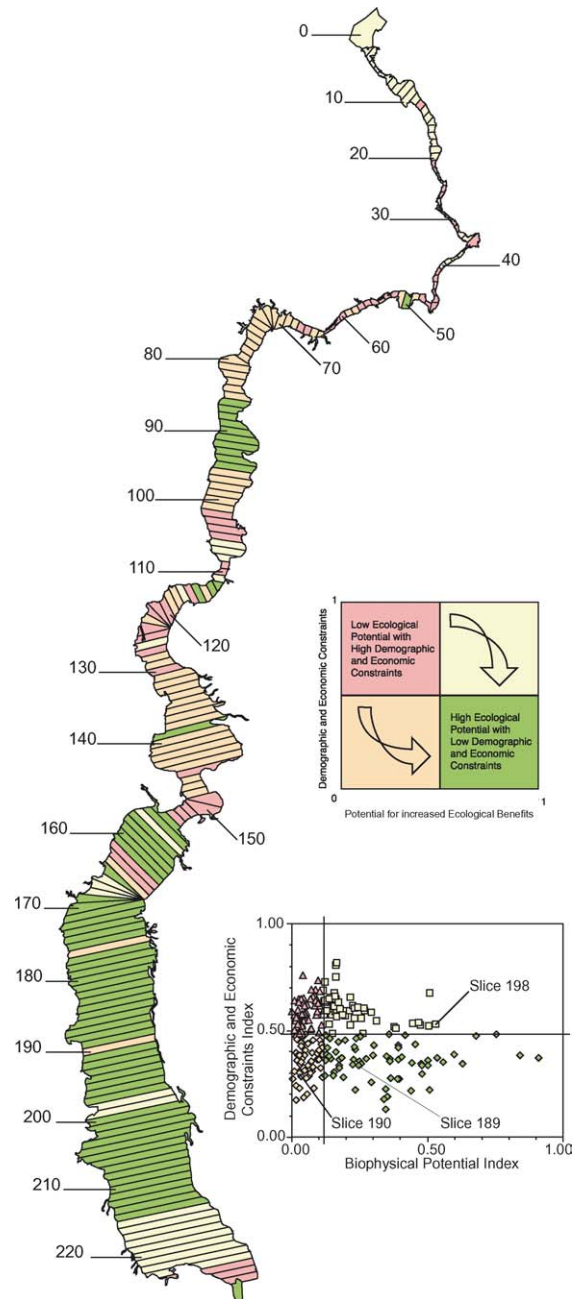 0
10
20
30
40
50
60
70
80
90
100
110
120
130
140
150
160
170
180
190
200
210
220
Demographic and Economic Constraints
1
0
1
Low Ecological
Potential with
High Demographic
and Economic
Constraints
High Ecological
Potential with
Low Demographic
and Economic
Constraints
Potential for increased Ecological Benefits
Demographic and Economic
Constraints Index
1.00
0.50
0.00
Slice 198
Slice 190
Slice 189
0.00
0.50
1.00
Biophysical Potential Index